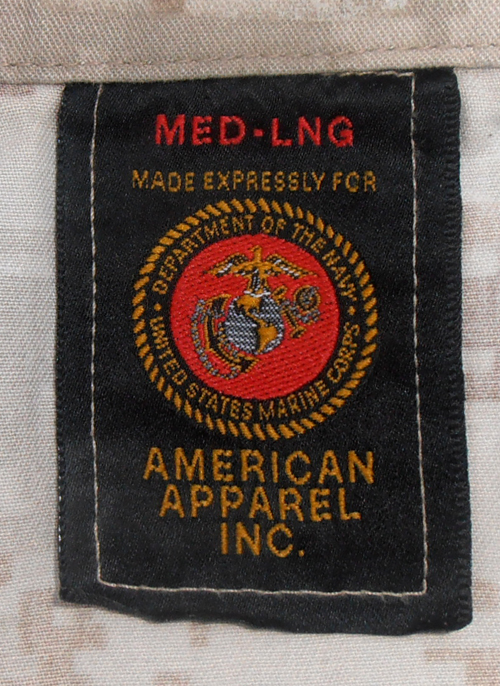 MED-LNG
MADE EXPRESSLY FOR
DEPARTMENT OF THE NAVY
UNITED STATES MARINE CORPS
AMERICAN
APPAREL
INC.